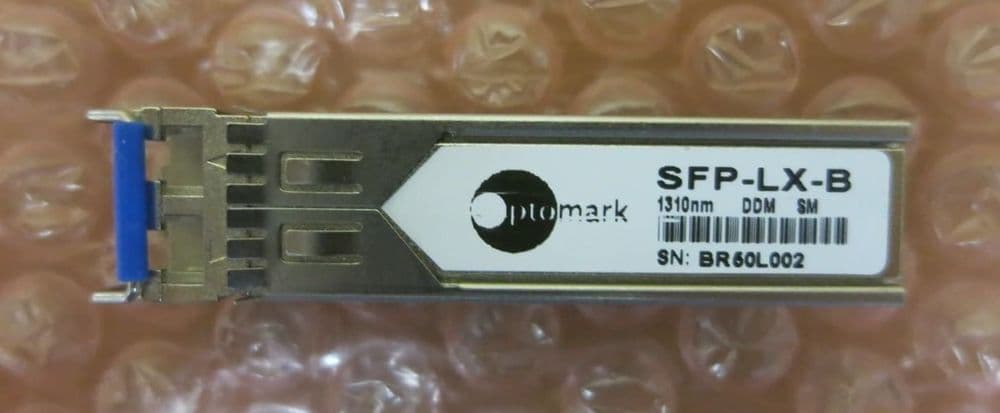 optomark
SFP-LX-B
1310nm DDM SM
SN: BR60L002